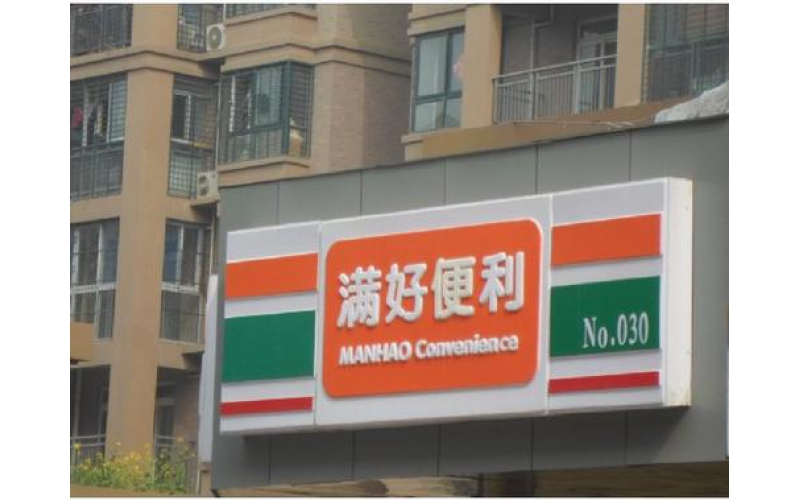 满好便利
MANHAO Convenience
No.030